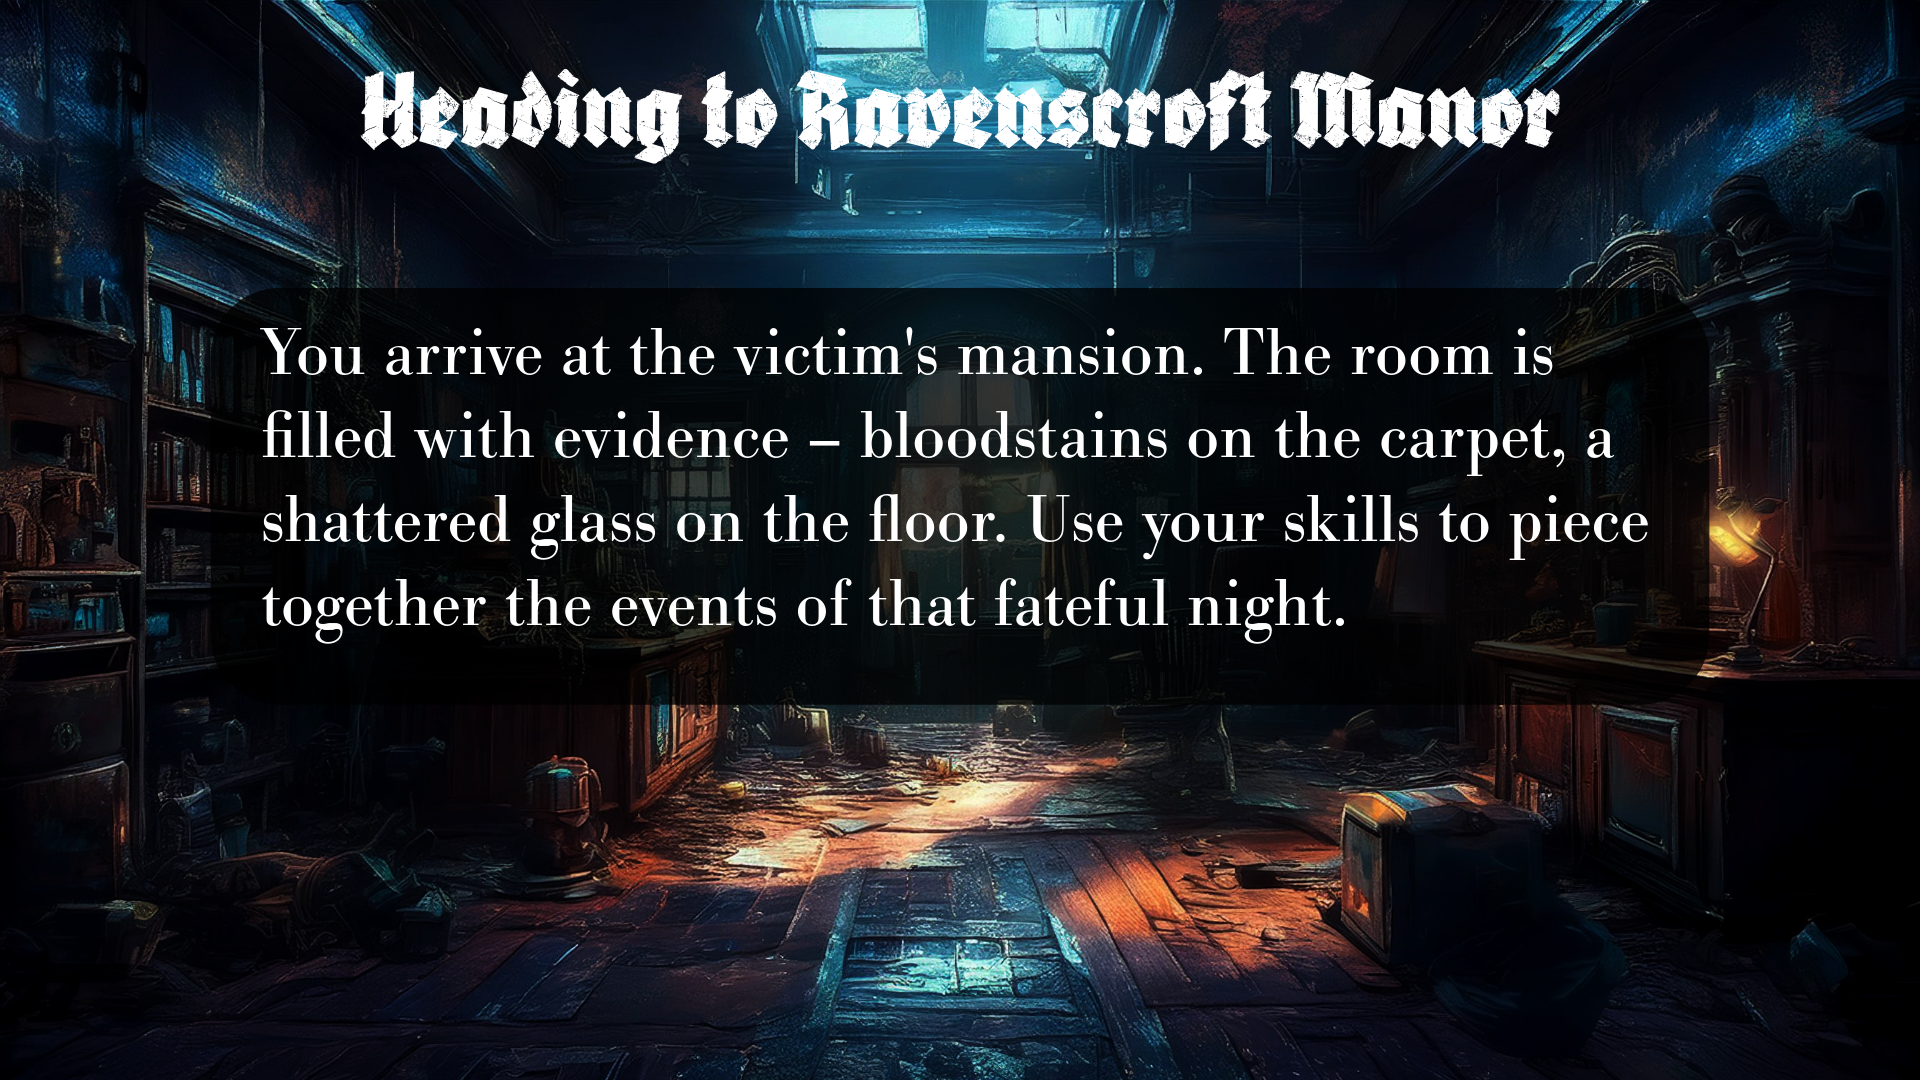 Heading to Ravenscroft Manor
You arrive at the victim's mansion. The room is
filled with evidence – bloodstains on the carpet, a
shattered glass on the floor. Use your skills to piece
together the events of that fateful night.